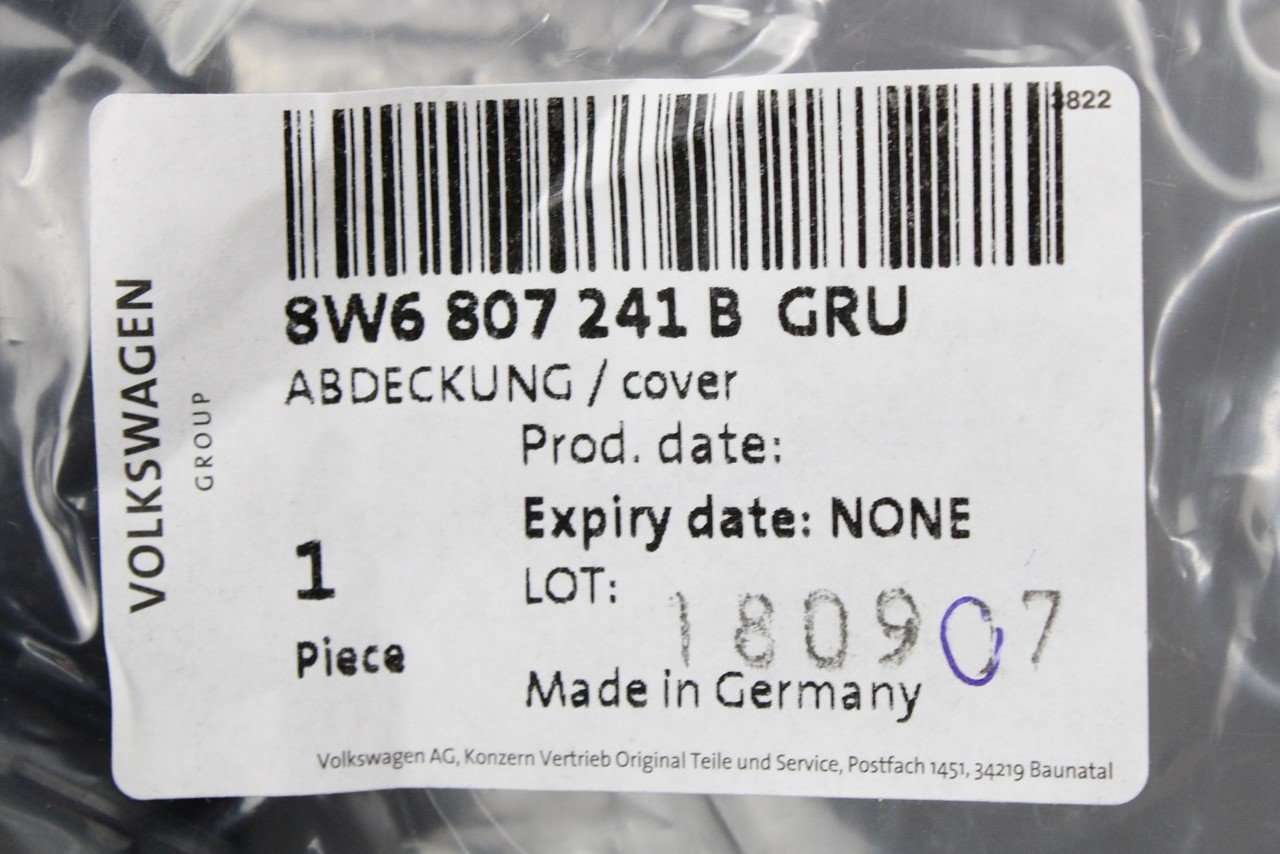 3822
8W6 807 241 B GRU
ABDECKUNG / cover
Prod. date:
Expiry date: NONE
1
Piece
LOT:
180907
Made in Germany
VOLKSWAGEN
GROUP
Volkswagen AG, Konzern Vertrieb Original Teile und Service, Postfach 1451, 34219 Baunatal